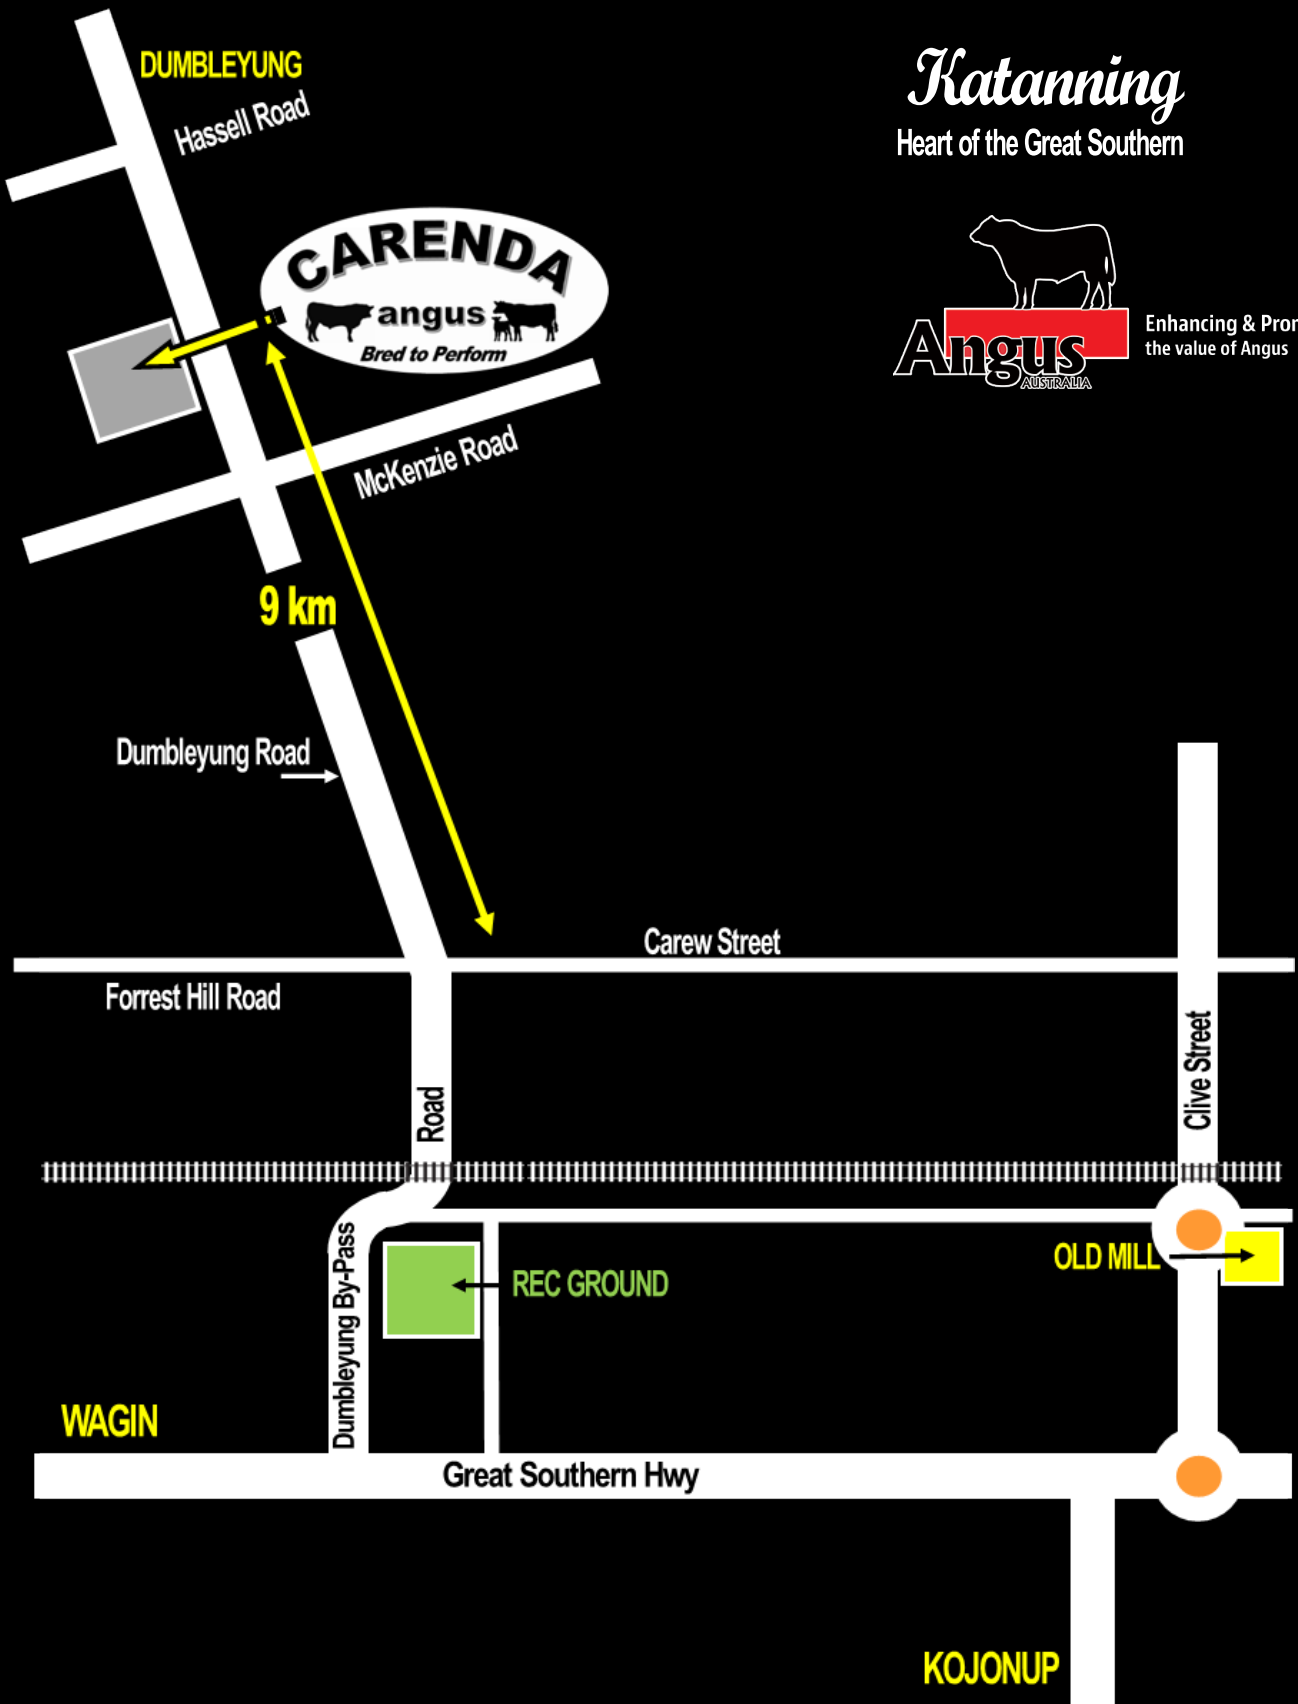 DUMBLEYUNG
Hassell Road
Katanning
Heart of the Great Southern
CARENDA
angus
Bred to Perform
Angus
AUSTRALIA
Enhancing & Pro
the value of Angus
McKenzie Road
9 km
Dumbleyung Road
Carew Street
Forrest Hill Road
Clive Street
Road
Dumbleyung By-Pass
REC GROUND
OLD MILL
WAGIN
Great Southern Hwy
KOJONUP